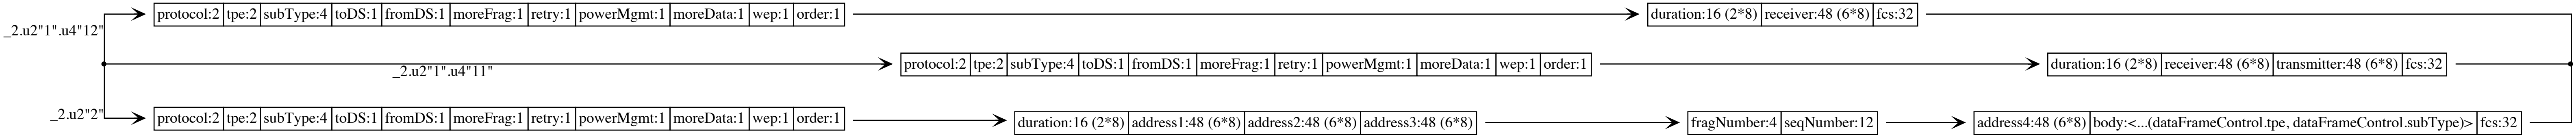 protocol:2 tpe:2 subType:4 toDS:1 fromDS:1 moreFrag:1 retry:1 powerMgmt:1 moreData:1 wep:1 order:1
duration:16 (2*8) receiver:48 (6*8) fcs:32
_2.u2"1".u4"12"
protocol:2 tpe:2 subType:4 toDS:1 fromDS:1 moreFrag:1 retry:1 powerMgmt:1 moreData:1 wep:1 order:1
duration:16 (2*8) receiver:48 (6*8) transmitter:48 (6*8) fcs:32
_2.u2"1".u4"11"
_2.u2"2"
protocol:2 tpe:2 subType:4 toDS:1 fromDS:1 moreFrag:1 retry:1 powerMgmt:1 moreData:1 wep:1 order:1
duration:16 (2*8) address1:48 (6*8) address2:48 (6*8) address3:48 (6*8)
fragNumber:4 seqNumber:12
address4:48 (6*8) body:<...(dataFrameControl.tpe, dataFrameControl.subType)> fcs:32